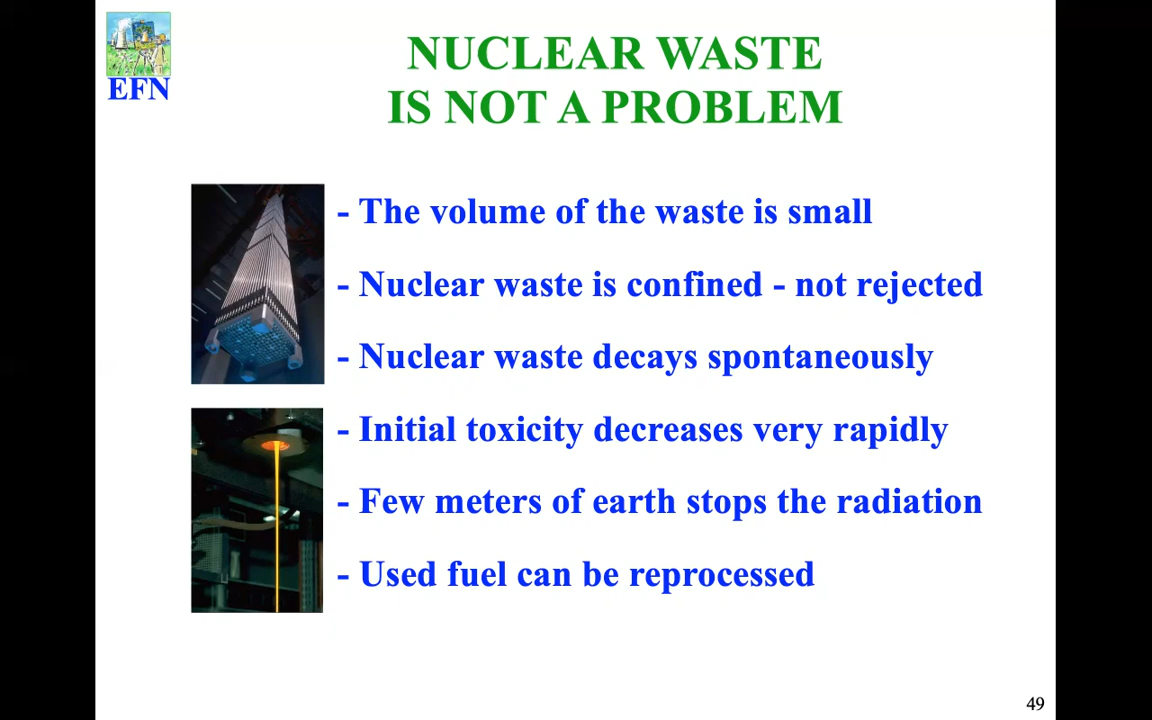 EFN
NUCLEAR WASTE
IS NOT A PROBLEM
- The volume of the waste is small
- Nuclear waste is confined - not rejected
- Nuclear waste decays spontaneously
- Initial toxicity decreases very rapidly
- Few meters of earth stops the radiation
- Used fuel can be reprocessed
49